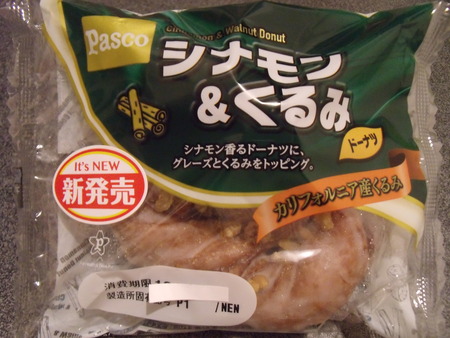 Pasco
Cinnamon & Walnut Donut
シナモン
&くるみ
シナモン香るドーナツに、
グレーズとくるみをトッピング。
ドーナツ
It's NEW
新発売
カリフォルニア産くるみ
消費期限
製造所固有
P1 /NEN